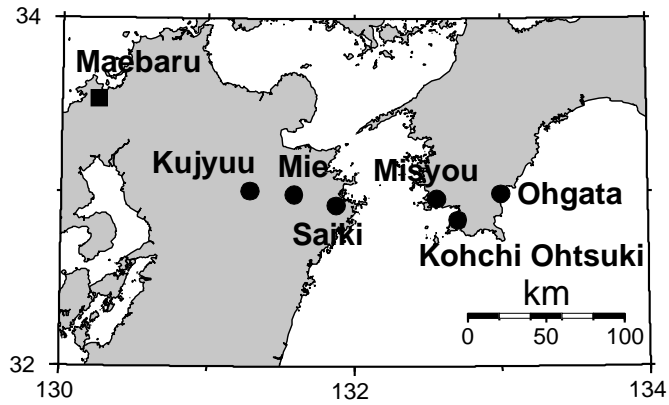 34
Maebaru
Kujyuu
Mie
Misyou
Ohgata
Saiki
Kohchi Ohtsuki
km
0 50 100
32
130 132 134